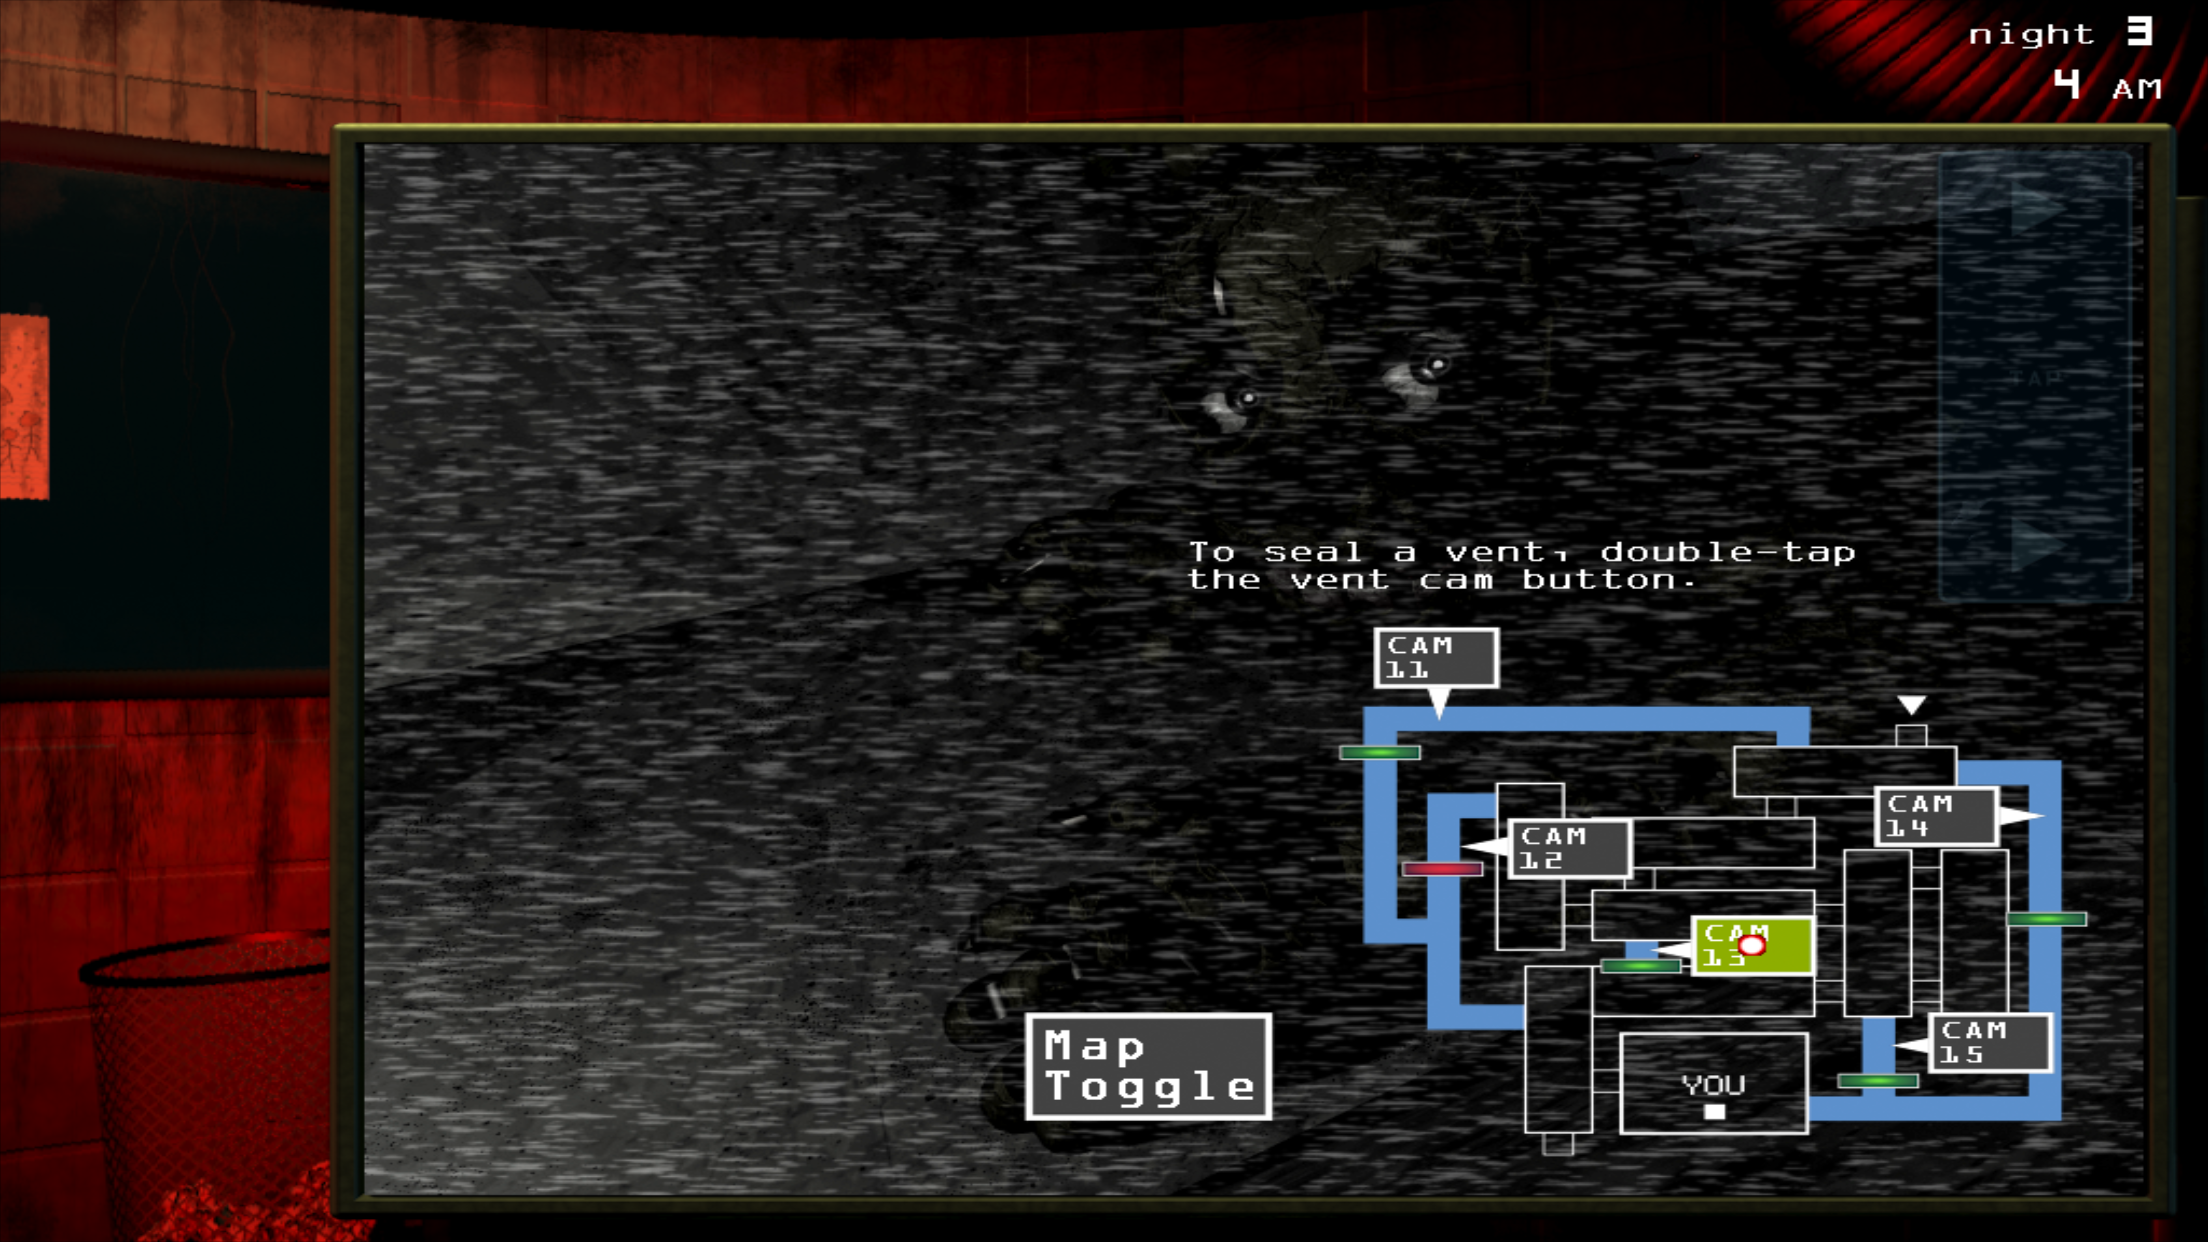 night 3
4 AM
TAP
To seal a vent, double-tap
the vent cam button.
CAM
11
CAM
14
CAM
12
CAM
13
Map
Toggle
CAM
15
YOU